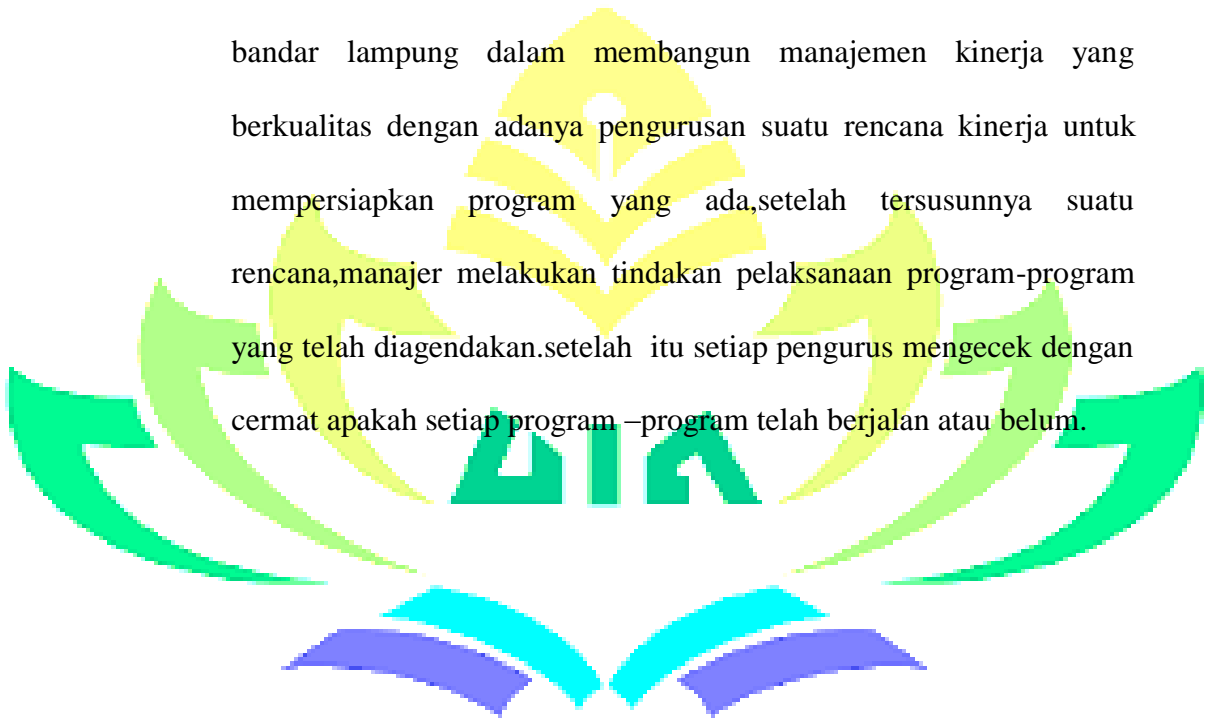 bandar lampung dalam membangun manajemen kinerja yang
berkualitas dengan adanya pengurusan suatu rencana kinerja untuk
mempersiapkan program yang ada,setelah tersusunnya suatu
rencana,manajer melakukan tindakan pelaksanaan program-program
yang telah diagendakan.setelah itu setiap pengurus mengecek dengan
cermat apakah setiap program –program telah berjalan atau belum.